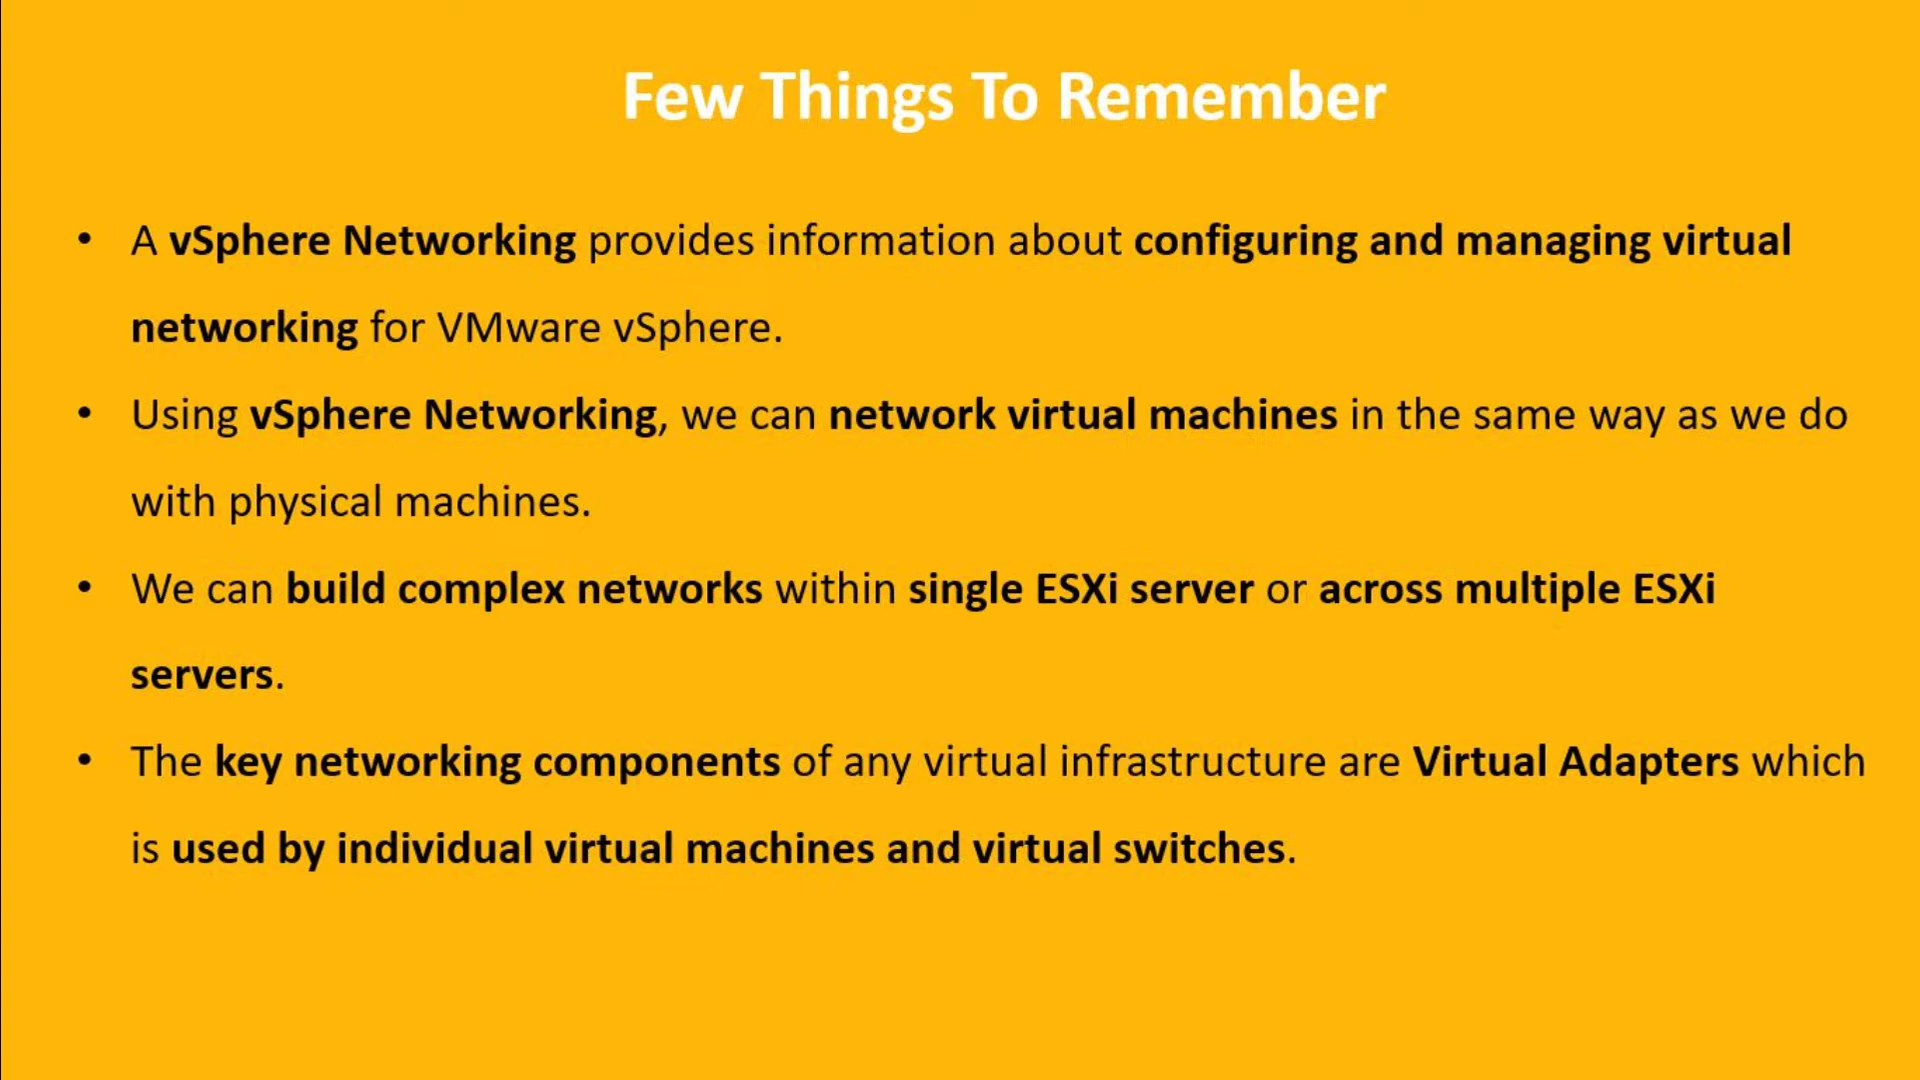 Few Things To Remember
• A vSphere Networking provides information about configuring and managing virtual
networking for VMware vSphere.
• Using vSphere Networking, we can network virtual machines in the same way as we do
with physical machines.
• We can build complex networks within single ESXi server or across multiple ESXi
servers.
• The key networking components of any virtual infrastructure are Virtual Adapters which
is used by individual virtual machines and virtual switches.